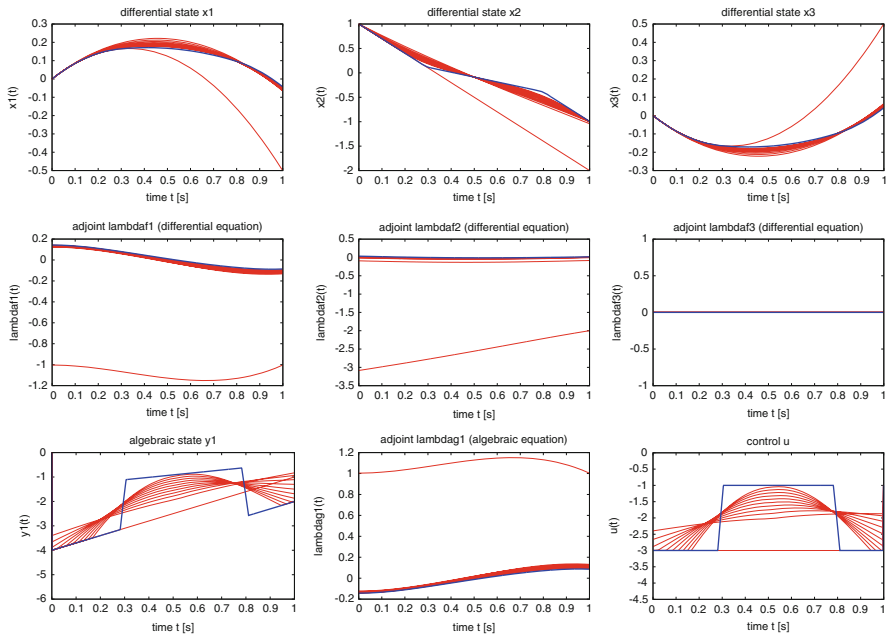 differential state x1
0.3
0.2
0.1
0
-0.1
-0.2
-0.3
-0.4
-0.5
x1(t)
0 0.1 0.2 0.3 0.4 0.5 0.6 0.7 0.8 0.9 1
time t [s]
differential state x2
1
0.5
0
-0.5
-1
-1.5
-2
x2(t)
0 0.1 0.2 0.3 0.4 0.5 0.6 0.7 0.8 0.9 1
time t [s]
differential state x3
0.5
0.4
0.3
0.2
0.1
0
-0.1
-0.2
-0.3
x3(t)
0 0.1 0.2 0.3 0.4 0.5 0.6 0.7 0.8 0.9 1
time t [s]
adjoint lambdaf1 (differential equation)
0.2
0
-0.2
-0.4
-0.6
-0.8
-1
-1.2
lambdaf1(t)
0 0.1 0.2 0.3 0.4 0.5 0.6 0.7 0.8 0.9 1
time t [s]
adjoint lambdaf2 (differential equation)
0.5
0
-0.5
-1
-1.5
-2
-2.5
-3
-3.5
lambdaf2(t)
0 0.1 0.2 0.3 0.4 0.5 0.6 0.7 0.8 0.9 1
time t [s]
adjoint lambdaf3 (differential equation)
1
0.5
0
-0.5
-1
lambdaf3(t)
0 0.1 0.2 0.3 0.4 0.5 0.6 0.7 0.8 0.9 1
time t [s]
algebraic state y1
0
-1
-2
-3
-4
-5
-6
y1(t)
0 0.1 0.2 0.3 0.4 0.5 0.6 0.7 0.8 0.9 1
time t [s]
adjoint lambdag1 (algebraic equation)
1.2
1
0.8
0.6
0.4
0.2
0
-0.2
lambdag1(t)
0 0.1 0.2 0.3 0.4 0.5 0.6 0.7 0.8 0.9 1
time t [s]
control u
0
-0.5
-1
-1.5
-2
-2.5
-3
-3.5
-4
-4.5
u(t)
0 0.1 0.2 0.3 0.4 0.5 0.6 0.7 0.8 0.9 1
time t [s]